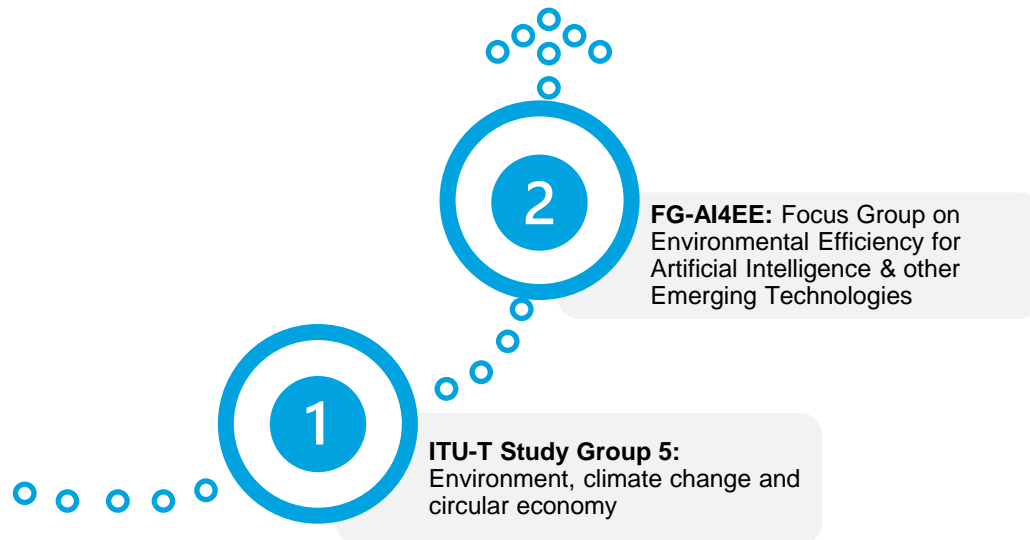 2
FG-AI4EE: Focus Group on
Environmental Efficiency for
Artificial Intelligence & other
Emerging Technologies
1
ITU-T Study Group 5:
Environment, climate change and
circular economy